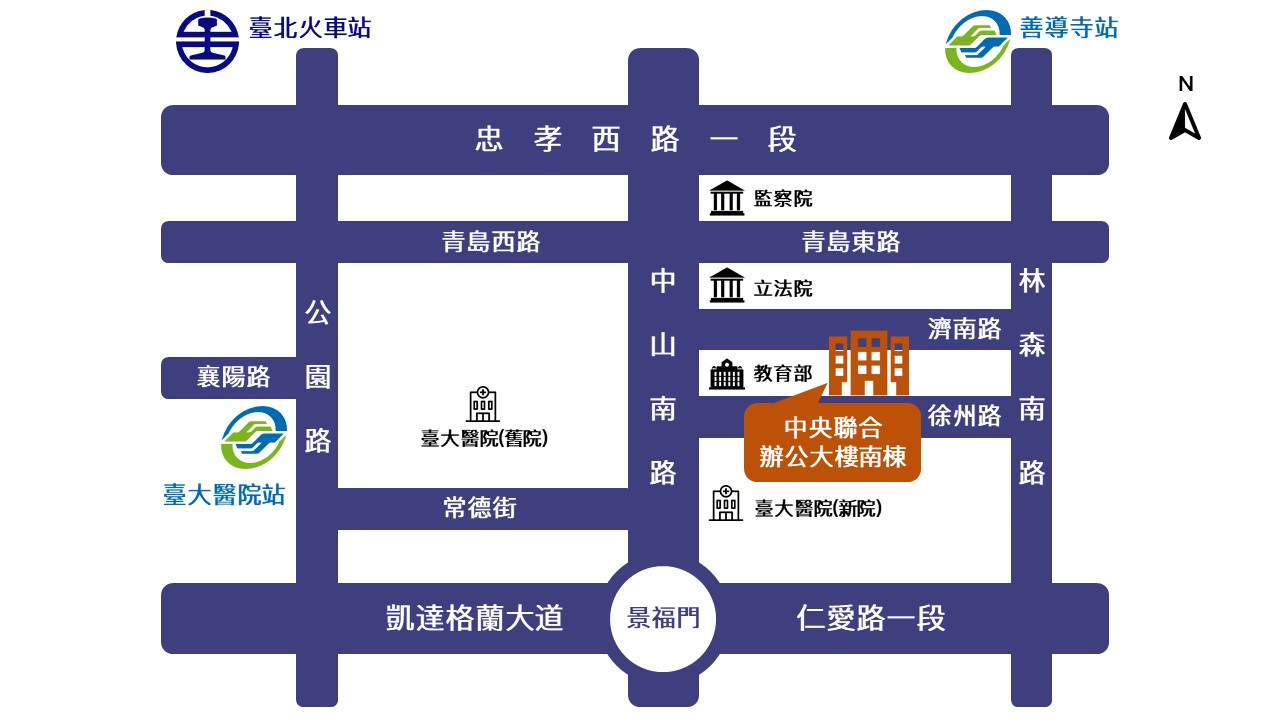 臺北火車站
善導寺站
N
忠孝西路一段
監察院
青島西路
青島東路
中山南路
林森南路
公園路
立法院
濟南路
襄陽路
教育部
徐州路
中央聯合
辦公大樓南棟
臺大醫院(舊院)
臺大醫院站
常德街
臺大醫院(新院)
凱達格蘭大道
景福門
仁愛路一段